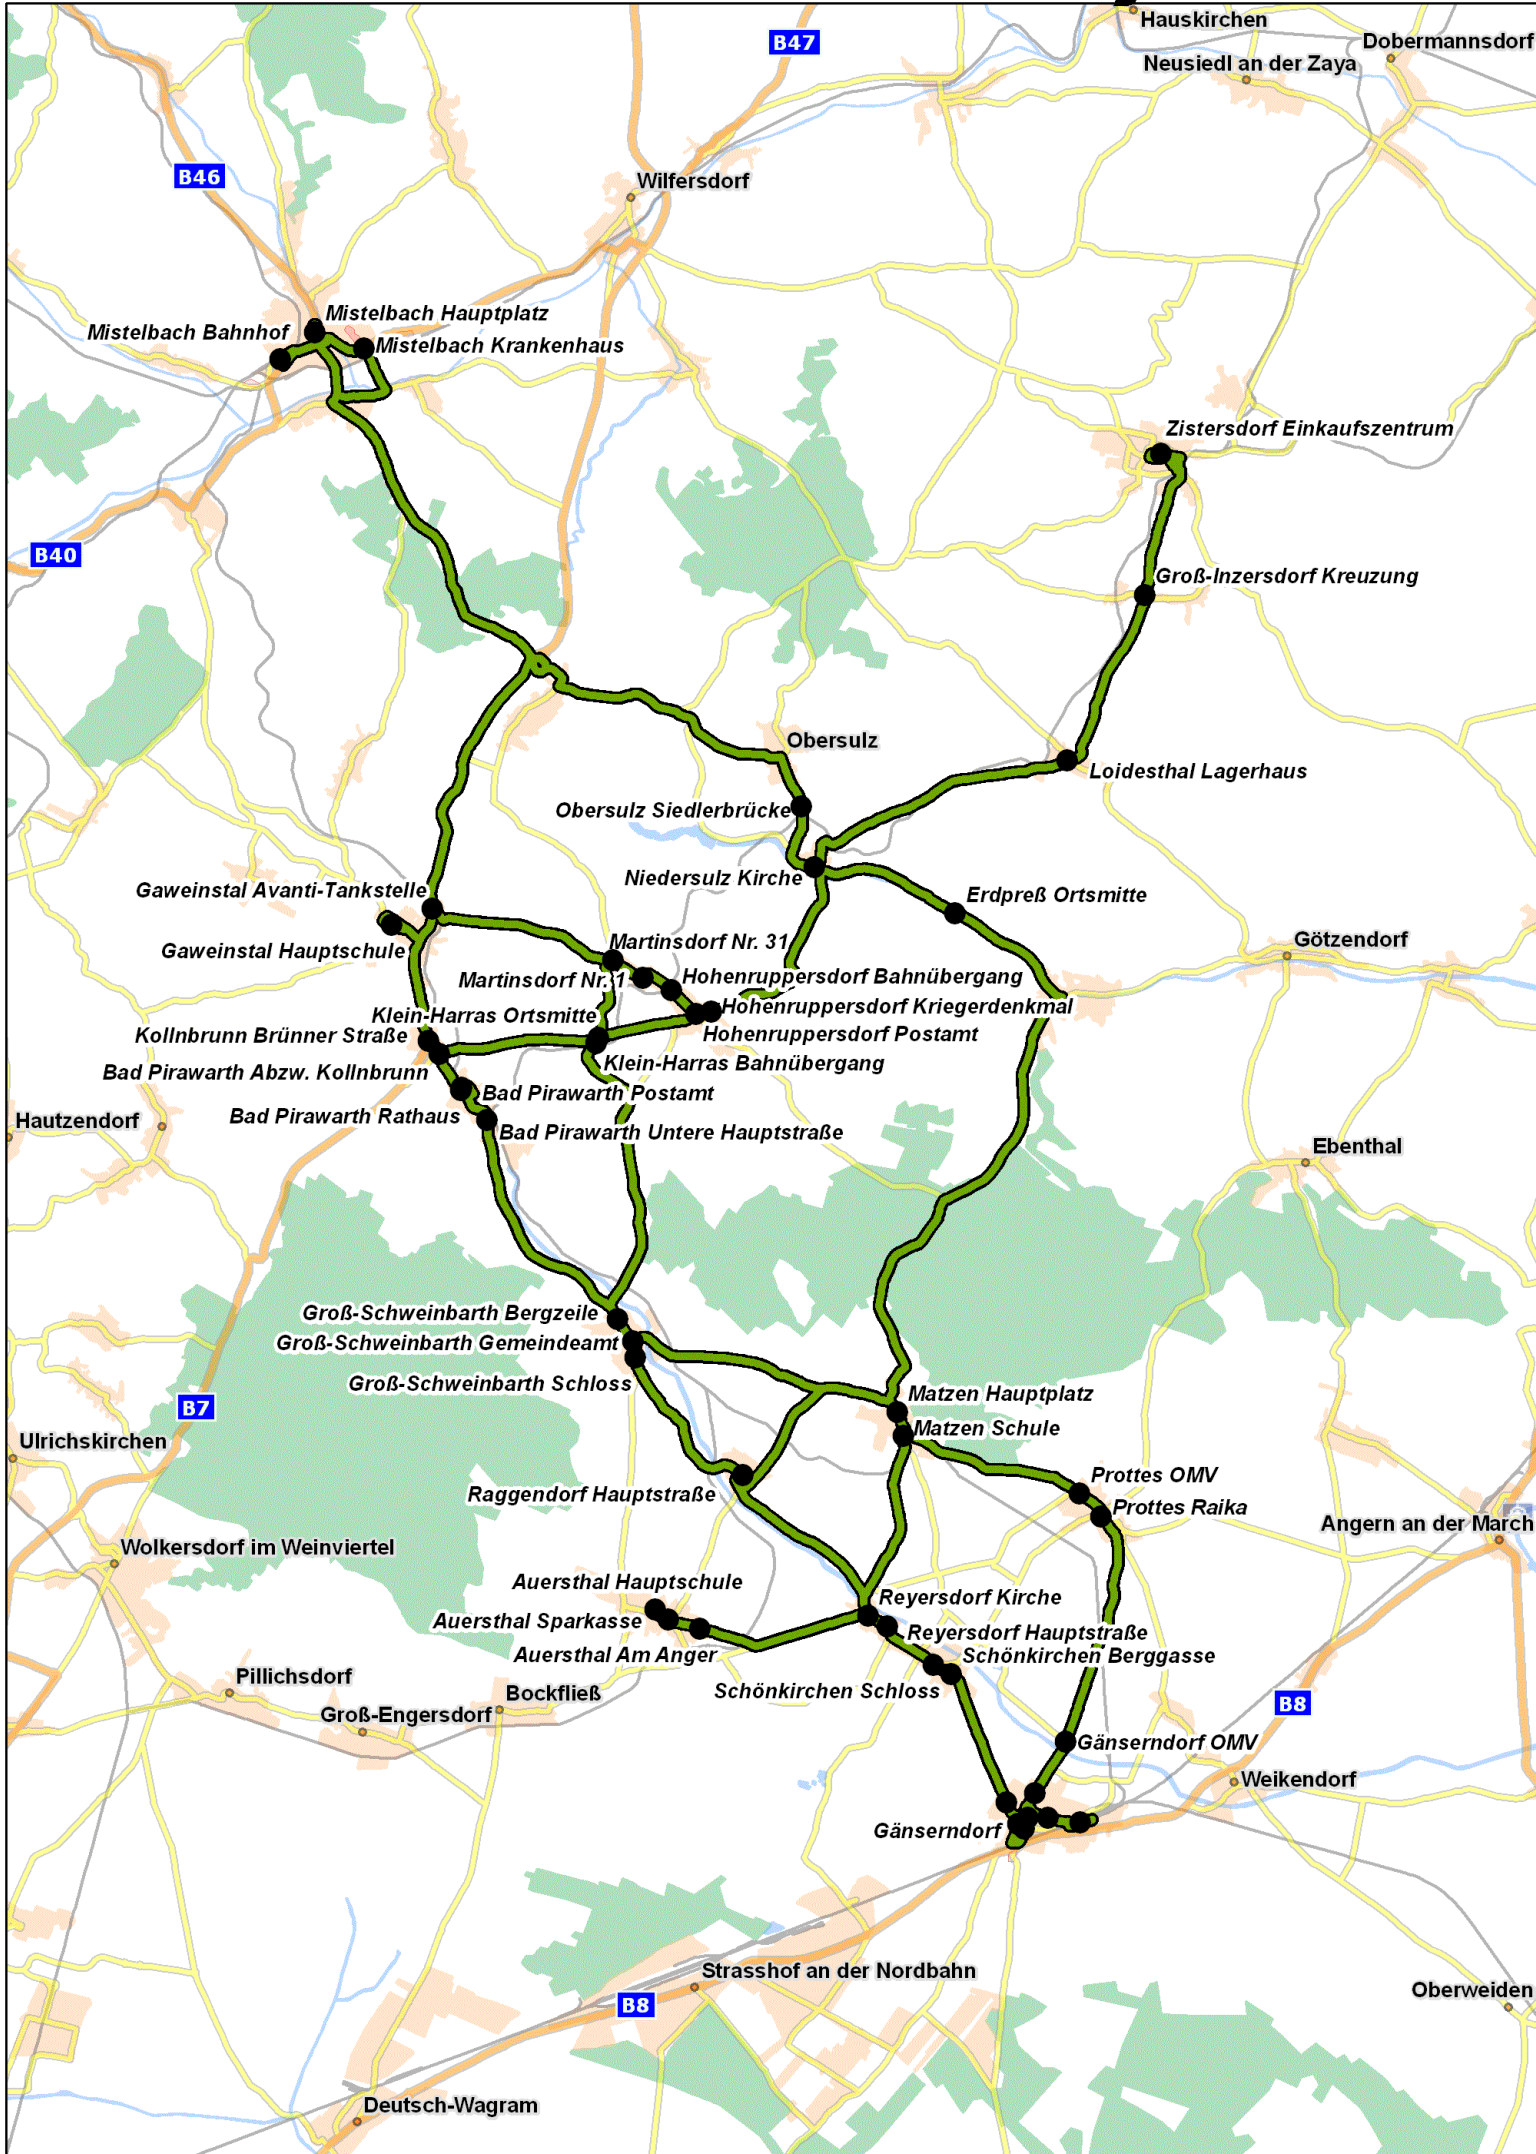 Hauskirchen
B47
Dobermannsdorf
Neusiedl an der Zaya
B46
Wilfersdorf
Mistelbach Hauptplatz
Mistelbach Bahnhof
Mistelbach Krankenhaus
Zistersdorf Einkaufszentrum
B40
Groß-Inzersdorf Kreuzung
Obersulz
Loidesthal Lagerhaus
Obersulz Siedlerbrücke
Niedersulz Kirche
Gaweinstal Avanti-Tankstelle
Erdpreß Ortsmitte
Götzendorf
Martinsdorf Nr. 31
Gaweinstal Hauptschule
Martinsdorf Nr. 1
Hohenruppersdorf Bahnübergang
Hohenruppersdorf Kriegerdenkmal
Klein-Harras Ortsmitte
Hohenruppersdorf Postamt
Kollnbrunn Brünner Straße
Klein-Harras Bahnübergang
Bad Pirawarth Abzw. Kollnbrunn
Bad Pirawarth Postamt
Bad Pirawarth Rathaus
Hautzendorf
Bad Pirawarth Untere Hauptstraße
Ebenthal
Groß-Schweinbarth Bergzeile
Groß-Schweinbarth Gemeindeamt
Groß-Schweinbarth Schloss
Matzen Hauptplatz
B7
Matzen Schule
Ulrichskirchen
Prottes OMV
Raggendorf Hauptstraße
Prottes Raika
Angern an der March
Wolkersdorf im Weinviertel
Auersthal Hauptschule
Reyersdorf Kirche
Auersthal Sparkasse
Reyersdorf Hauptstraße
Auersthal Am Anger
Schönkirchen Berggasse
Pillichsdorf
Schönkirchen Schloss
Bockfließ
B8
Groß-Engersdorf
Gänserndorf OMV
Weikendorf
Gänserndorf
Strasshof an der Nordbahn
Oberweiden
B8
Deutsch-Wagram